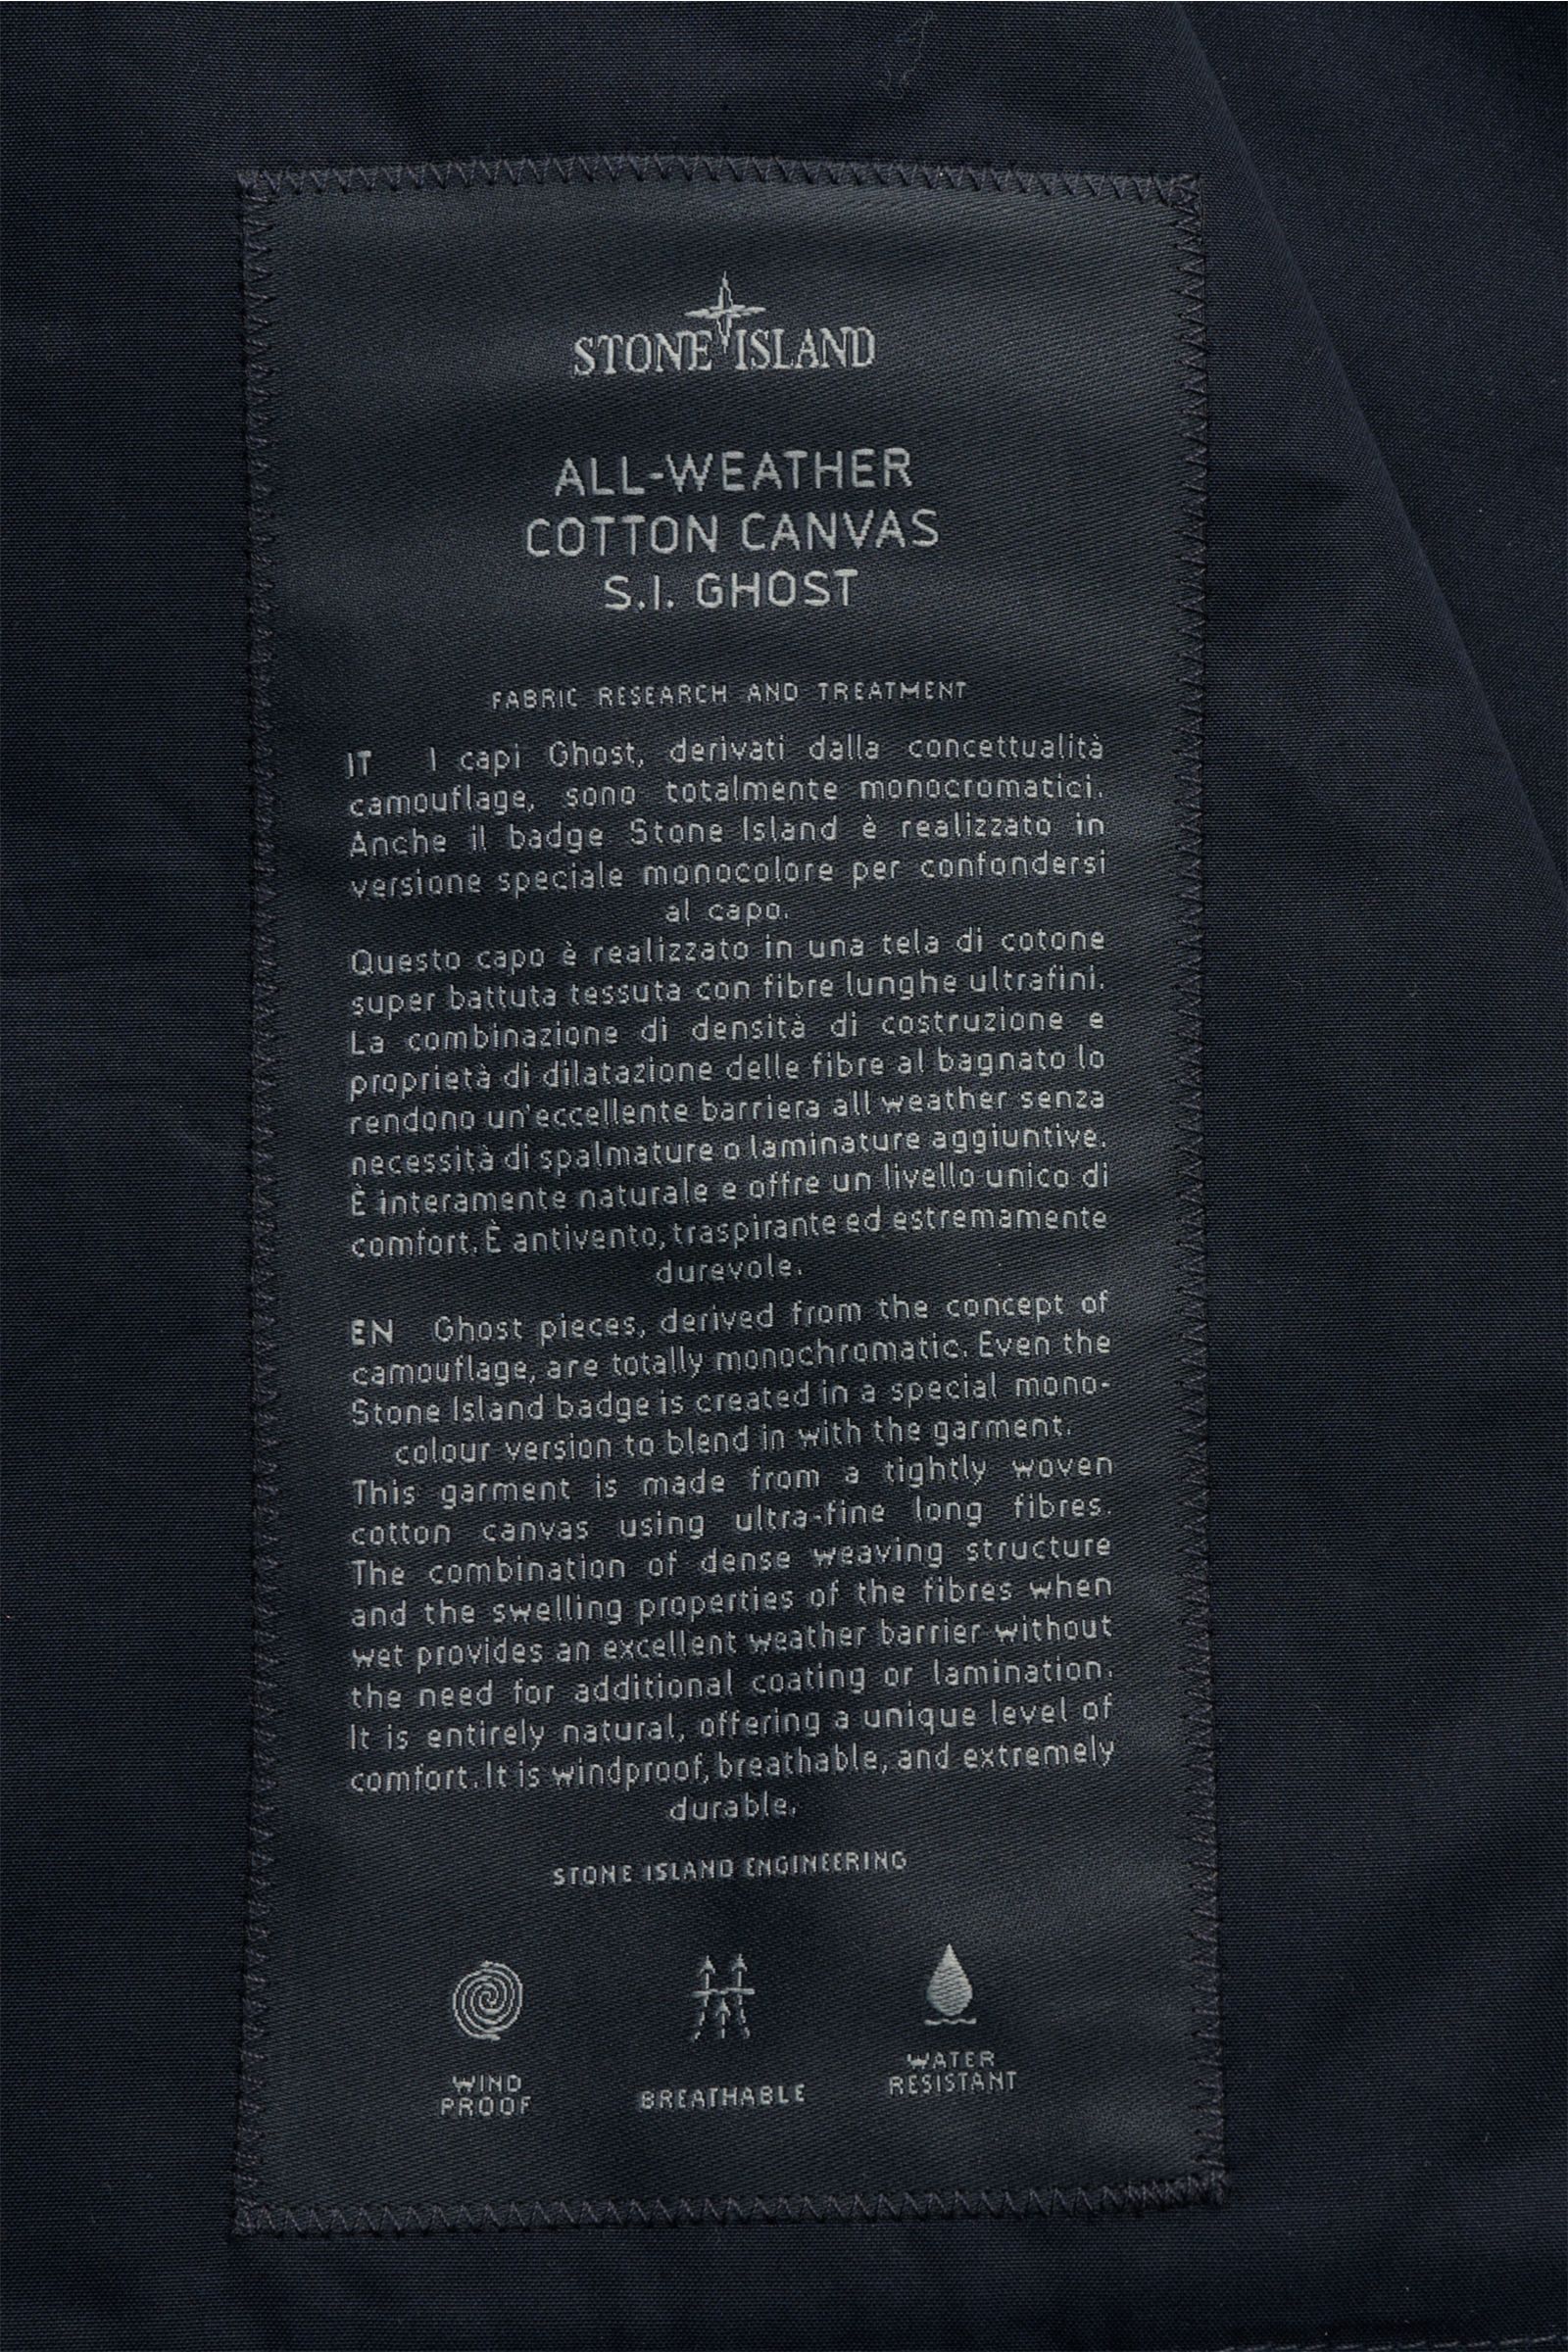 STONE ISLAND
ALL-WEATHER
COTTON CANVAS
S.I. GHOST
FABRIC RESEARCH AND TREATMENT
IT I capi Ghost, derivati dalla concettualità
camouflage, sono totalmente monocromatici.
Anche il badge Stone Island è realizzato in
versione speciale monocolore per confondersi
al capo.
Questo capo è realizzato in una tela di cotone
super battuta tessuta con fibre lunghe ultrafini.
La combinazione di densità di costruzione e
proprietà di dilatazione delle fibre al bagnato lo
rendono un'eccellente barriera all weather senza
necessità di spalmature o laminature aggiuntive.
È interamente naturale e offre un livello unico di
comfort. È antivento, traspirante ed estremamente
durevole.
EN Ghost pieces, derived from the concept of
camouflage, are totally monochromatic. Even the
Stone Island badge is created in a special mono-
colour version to blend in with the garment.
This garment is made from a tightly woven
cotton canvas using ultra-fine long fibres.
The combination of dense weaving structure
and the swelling properties of the fibres when
wet provides an excellent weather barrier without
the need for additional coating or lamination.
It is entirely natural, offering a unique level of
comfort. It is windproof, breathable, and extremely
durable.
STONE ISLAND ENGINEERING
WIND
PROOF
BREATHABLE
WATER
RESISTANT